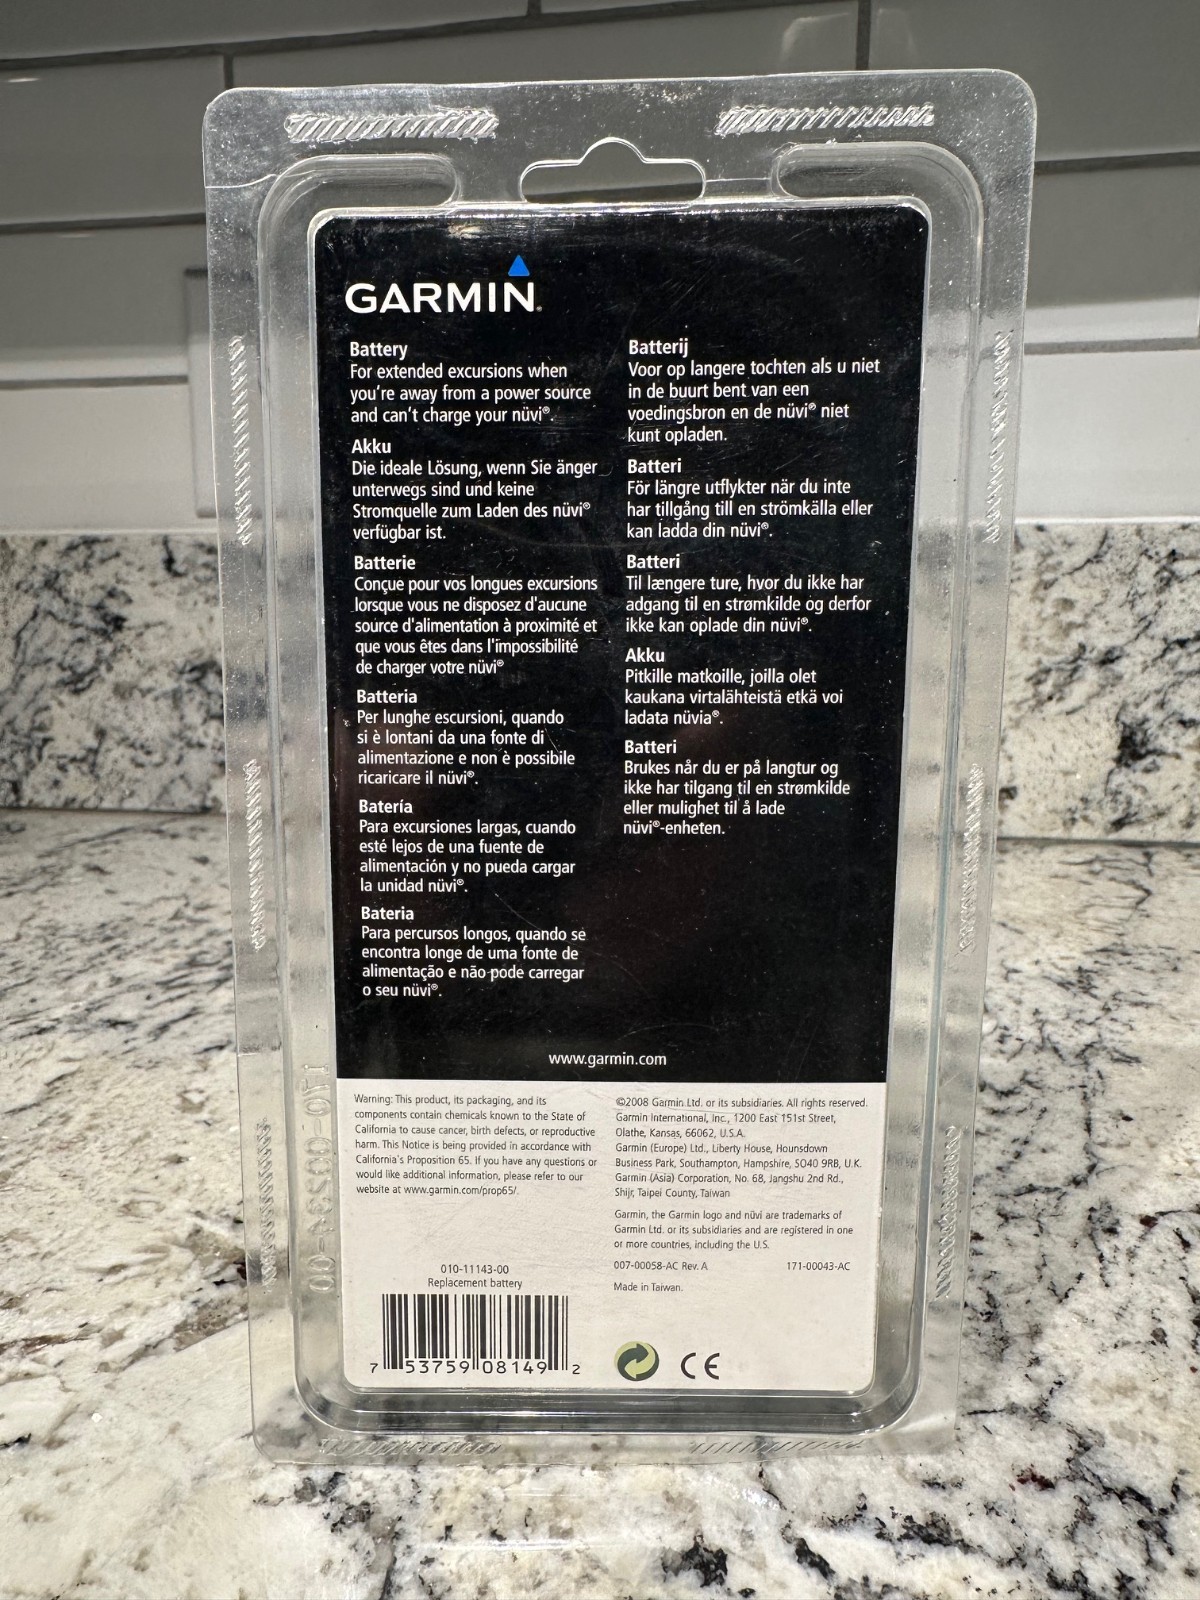 GARMIN®
Battery
For extended excursions when
you're away from a power source
and can't charge your nüvi®.
Akku
Die ideale Lösung, wenn Sie änger
unterwegs sind und keine
Stromquelle zum Laden des nüvi®
verfügbar ist.
Batterie
Conçue pour vos longues excursions
lorsque vous ne disposez d'aucune
source d'alimentation à proximité et
que vous êtes dans l'impossibilité
de charger votre nüvi®
Batteria
Per lunghe escursioni, quando
si è lontani da una fonte di
alimentazione e non è possibile
ricaricare il nüvi®.
Batería
Para excursiones largas, cuando
esté lejos de una fuente de
alimentación y no pueda cargar
la unidad nüvi®.
Bateria
Para percursos longos, quando se
encontra longe de uma fonte de
alimentação e não pode carregar
o seu nüvi®.
Batterij
Voor op langere tochten als u niet
in de buurt bent van een
voedingsbron en de nüvi® niet
kunt opladen.
Batteri
För längre utflykter när du inte
har tillgång till en strömkälla eller
kan ladda din nüvi®.
Batteri
Til længere ture, hvor du ikke har
adgang til en strømkilde og derfor
ikke kan oplade din nüvi®.
Akku
Pitkille matkoille, joilla olet
kaukana virtalähteistä etkä voi
ladata nüvia®.
Batteri
Brukes når du er på langtur og
ikke har tilgang til en strømkilde
eller mulighet til å lade
nüvi®-enheten.
www.garmin.com
Warning: This product, its packaging, and its
components contain chemicals known to the State of
California to cause cancer, birth defects, or reproductive
harm. This Notice is being provided in accordance with
California's Proposition 65. If you have any questions or
would like additional information, please refer to our
website at www.garmin.com/prop65/.
010-11143-00
Replacement battery
7 53759 08149 2
©2008 Garmin Ltd. or its subsidiaries. All rights reserved.
Garmin International, Inc., 1200 East 151st Street,
Olathe, Kansas, 66062, U.S.A.
Garmin (Europe) Ltd., Liberty House, Hounsdown
Business Park, Southampton, Hampshire, SO40 9RB, U.K.
Garmin (Asia) Corporation, No. 68, Jangshu 2nd Rd.,
Shijr, Taipei County, Taiwan
Garmin, the Garmin logo and nüvi are trademarks of
Garmin Ltd. or its subsidiaries and are registered in one
or more countries, including the U.S.
007-00058-AC Rev. A 171-00043-AC
Made in Taiwan.
CE